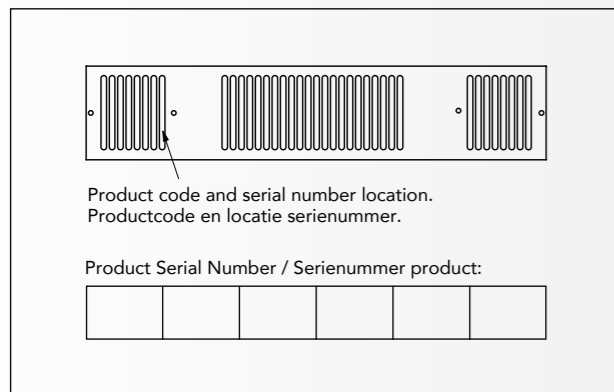 Product code and serial number location.
Productcode en locatie serienummer.
Product Serial Number / Serienummer product: